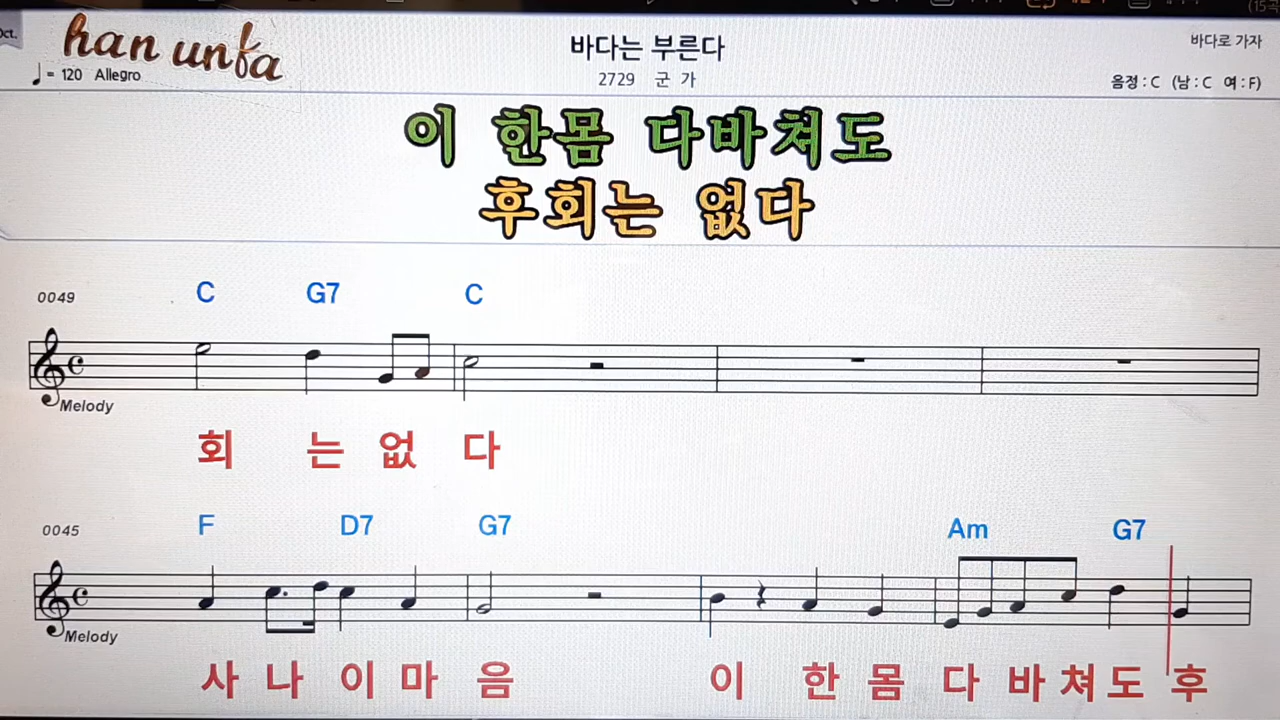 Oct.
han unfa
바다는 부른다
바다로 가자
= 120 Allegro
2729 군 가
음정 : C (남 : C 여 : F)
이 한몸 다바쳐도
후회는 없다
0049 C G7 C
Melody
회 는 없 다
0045 F D7 G7 Am G7
Melody
사 나 이 마 음 이 한 몸 다 바 쳐 도 후